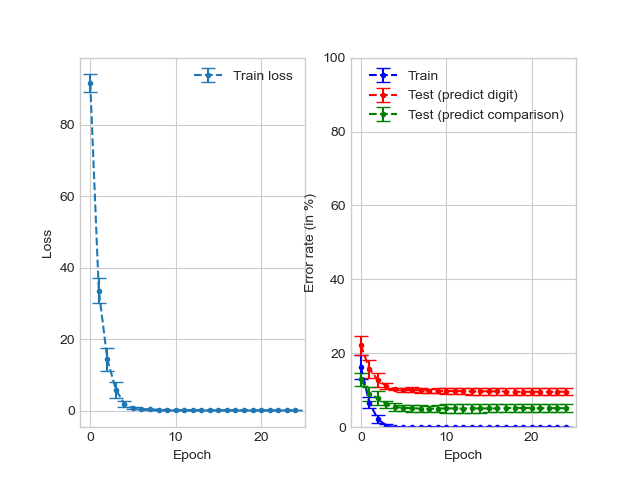 Train loss
80
60
40
20
0
0
10
20
Loss
Epoch
Train
Test (predict digit)
Test (predict comparison)
100
80
60
40
20
0
0
10
20
Error rate (in %)
Epoch